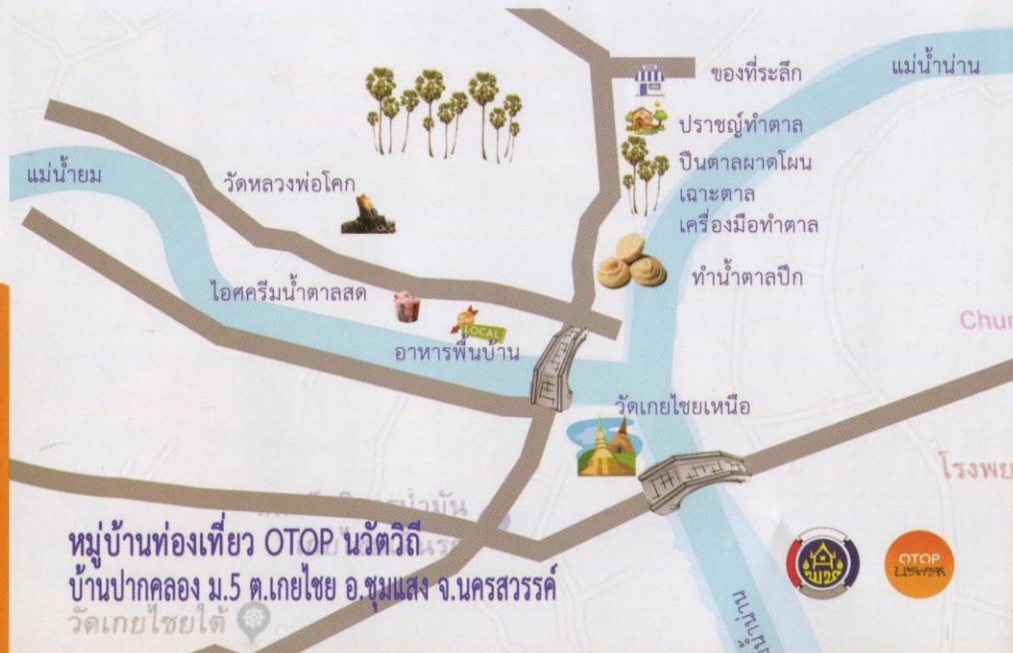 ของที่ระลึก
แม่น้ำน่าน
ปราชญ์ทำตาล
ปีนตาลผาดโผน
เฉาะตาล
เครื่องมือทำตาล
แม่น้ำยม
วัดหลวงพ่อโคก
ทำน้ำตาลปึก
ไอศครีมน้ำตาลสด
LOCAL
อาหารพื้นบ้าน
วัดเกยไชยเหนือ
หมู่บ้านท่องเที่ยว OTOP นวัตวิถี
บ้านปากคลอง ม.5 ต.เกยไชย อ.ชุมแสง จ.นครสวรรค์
วัดเกยไชยใต้
OTOP
นวัตวิถี